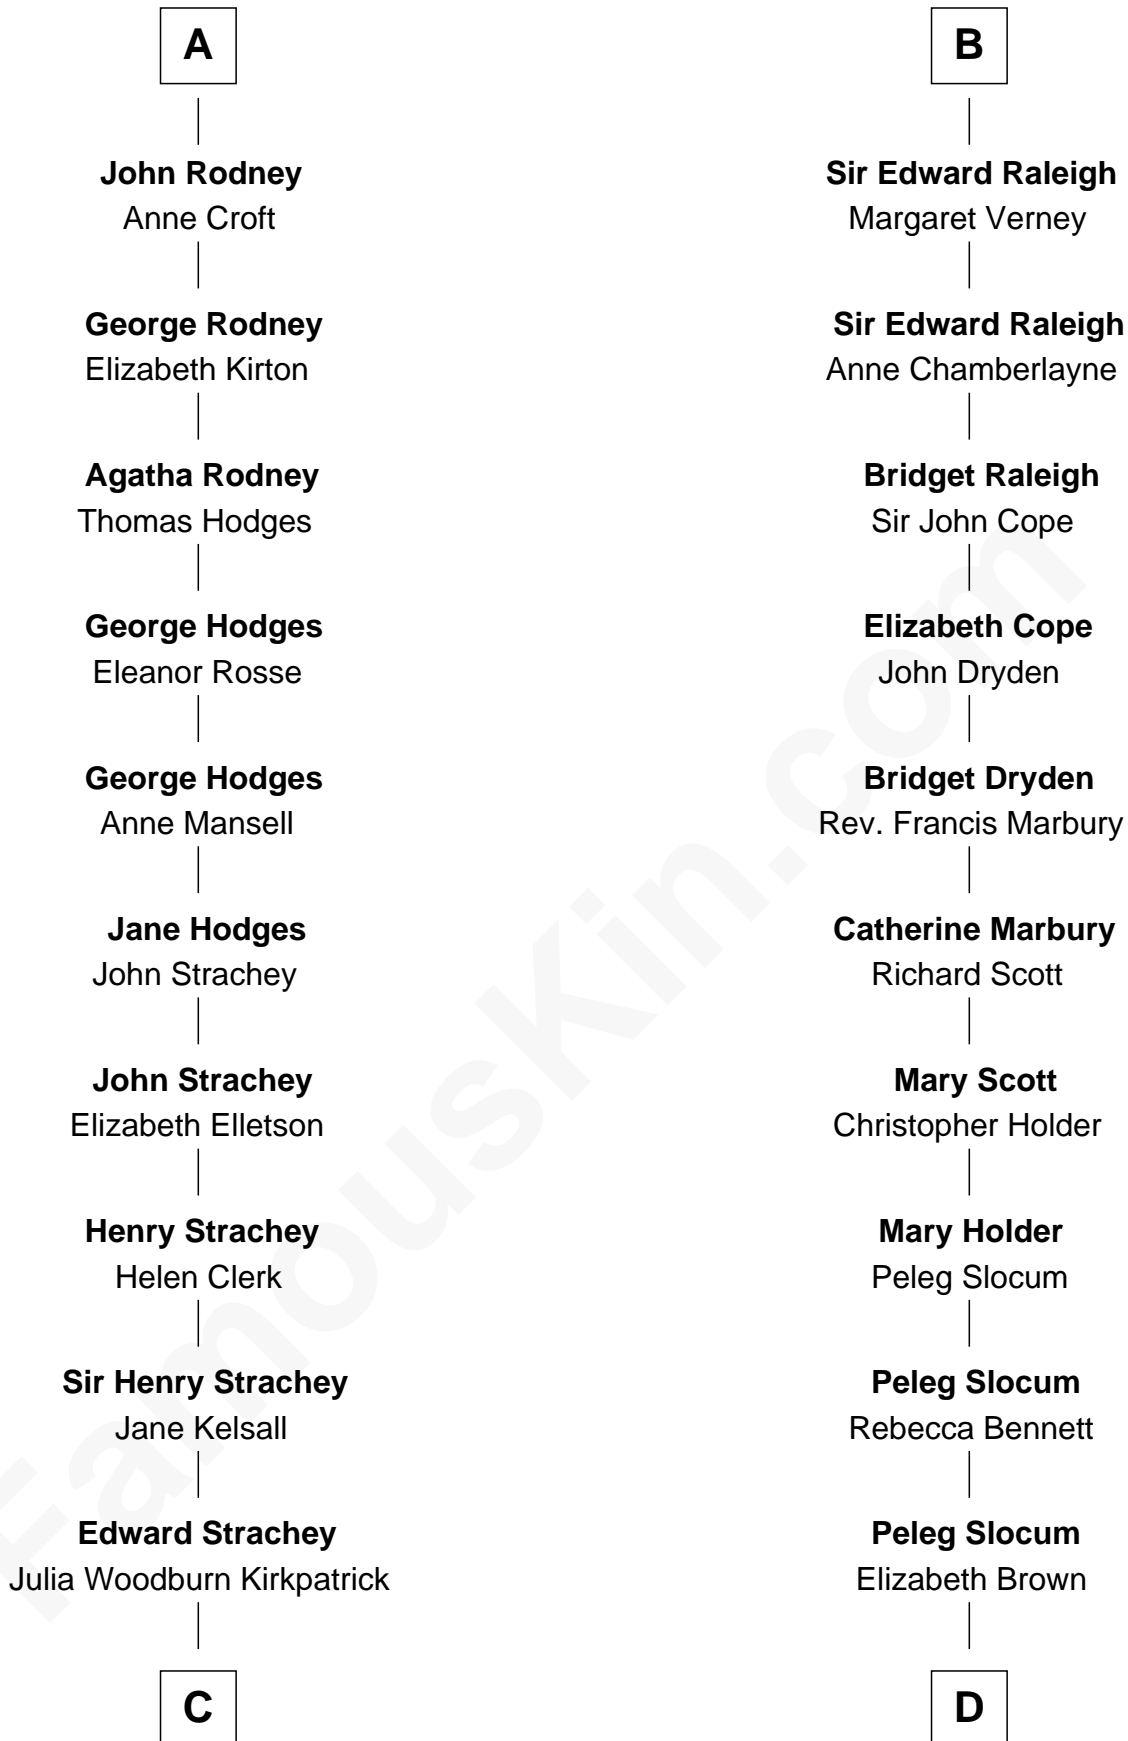 A
John Rodney
Anne Croft
George Rodney
Elizabeth Kirton
Agatha Rodney
Thomas Hodges
George Hodges
Eleanor Rosse
George Hodges
Anne Mansell
Jane Hodges
John Strachey
John Strachey
Elizabeth Elletson
Henry Strachey
Helen Clerk
Sir Henry Strachey
Jane Kelsall
Edward Strachey
Julia Woodburn Kirkpatrick
C
B
Sir Edward Raleigh
Margaret Verney
Sir Edward Raleigh
Anne Chamberlayne
Bridget Raleigh
Sir John Cope
Elizabeth Cope
John Dryden
Bridget Dryden
Rev. Francis Marbury
Catherine Marbury
Richard Scott
Mary Scott
Christopher Holder
Mary Holder
Peleg Slocum
Peleg Slocum
Rebecca Bennett
Peleg Slocum
Elizabeth Brown
D
FamousKin.com